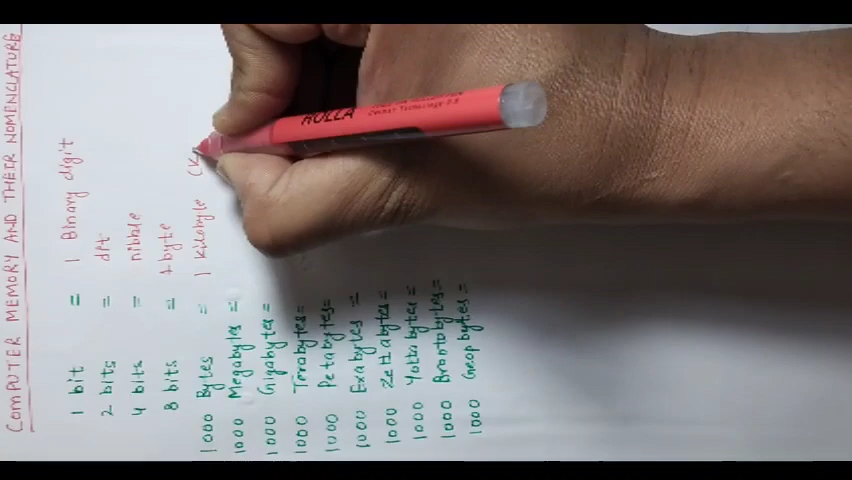 COMPUTER MEMORY AND THEIR NOMENCLATURE
1 bit = 1 Binary digit
2 bits =
4 bits = nibble
8 bits = 1 byte
1000 Bytes = 1 Kilobyte (K
1000 Megabytes =
1000 Gigabytes =
1000 Terabytes =
1000 Petabytes =
1000 Exabytes =
1000 Zettabytes =
1000 Yottabytes =
1000 Brontobytes =
1000 Geopbytes =
ROLLA